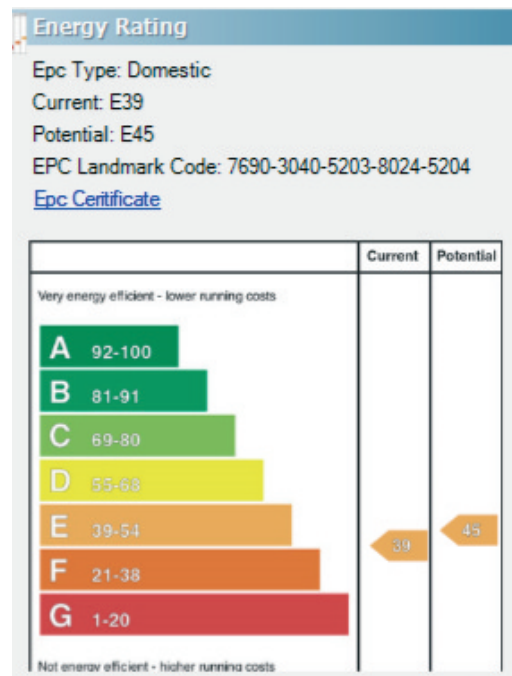 Energy Rating
Epc Type: Domestic
Current: E39
Potential: E45
EPC Landmark Code: 7690-3040-5203-8024-5204
Epc Ceritificate
Current Potential
Very energy efficient - lower running costs
A 92-100
B 81-91
C 69-80
D 55-68
E 39-54
39
45
F 21-38
G 1-20
Not energy efficient - higher running costs